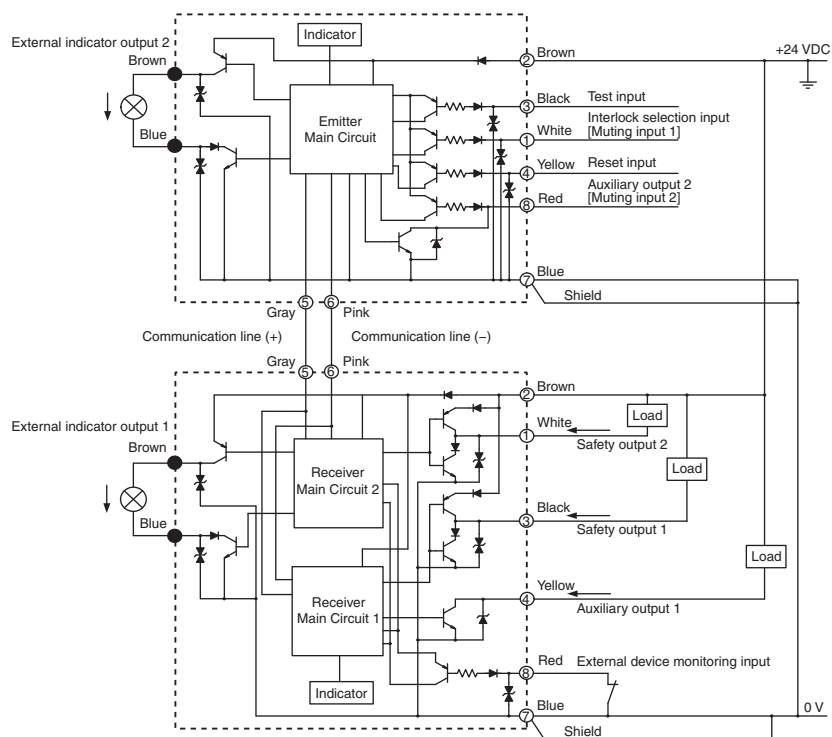 External indicator output 2
Indicator
Brown
② Brown
+24 VDC
Emitter
Main Circuit
③ Black
Test input
Blue
① White
Interlock selection input
[Muting input 1]
④ Yellow
Reset input
⑧ Red
Auxiliary output 2
[Muting input 2]
⑦ Blue
Shield
Gray ⑤ ⑥ Pink
Communication line (+)
Communication line (−)
Gray ⑤ ⑥ Pink
② Brown
External indicator output 1
Brown
① White
Load
Safety output 2
Receiver
Main Circuit 2
Load
Blue
③ Black
Safety output 1
Load
Receiver
Main Circuit 1
④ Yellow
Auxiliary output 1
⑧ Red
External device monitoring input
Indicator
⑦ Blue
0 V
Shield